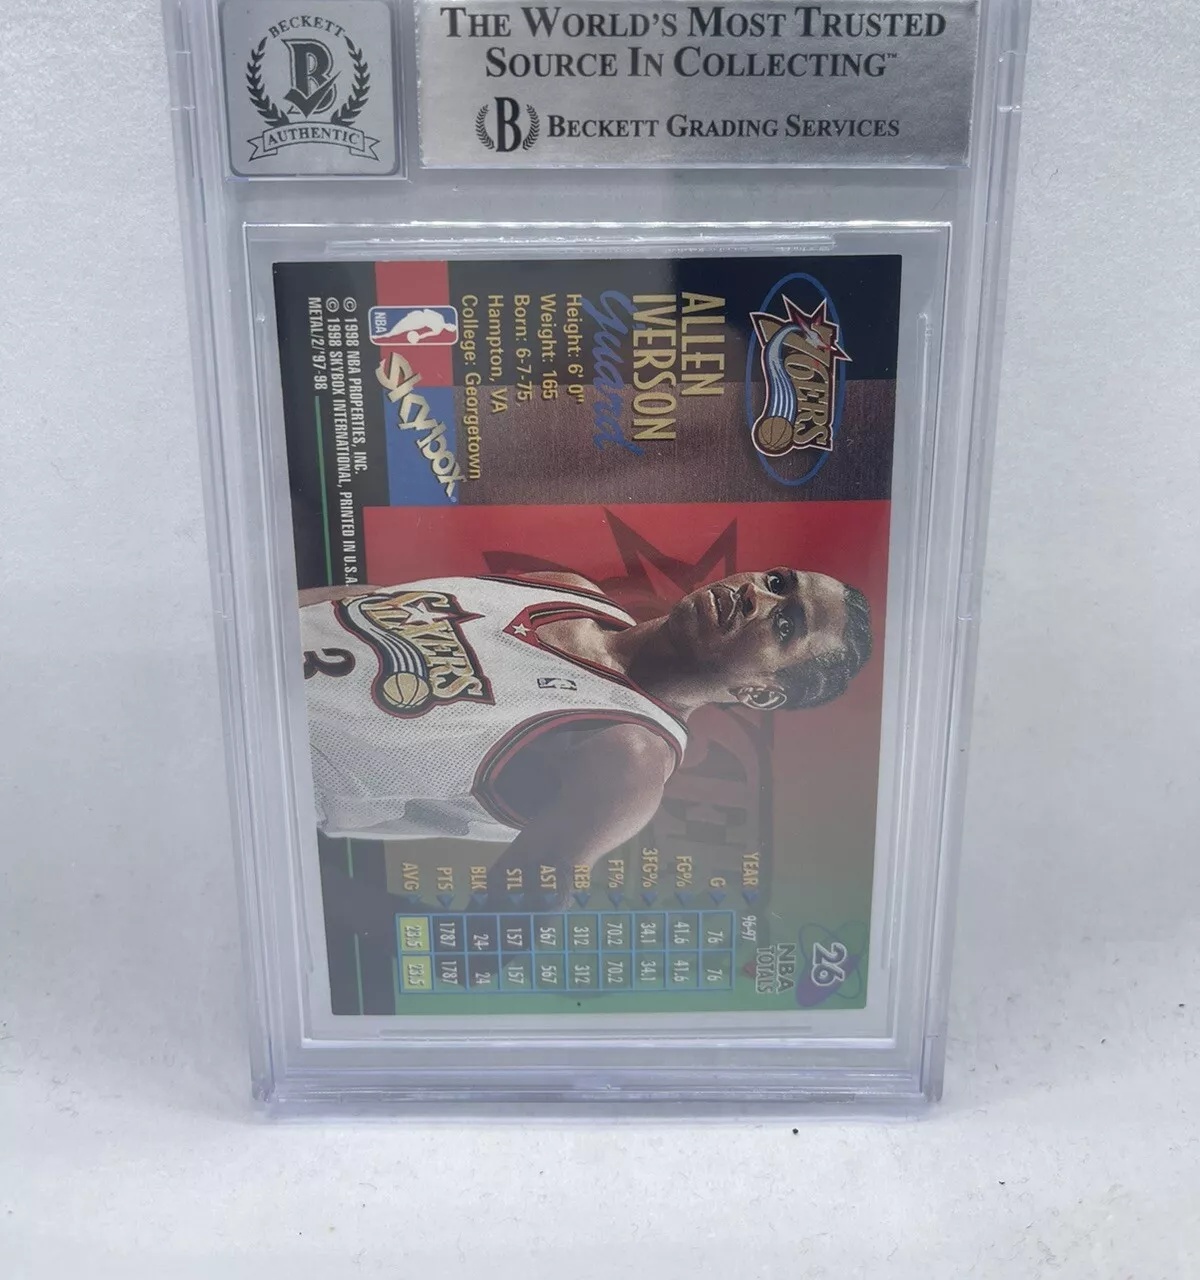 BECKETT
B
AUTHENTIC
THE WORLD'S MOST TRUSTED
SOURCE IN COLLECTING™
B BECKETT GRADING SERVICES
76ERS
ALLEN
IVERSON
Guard
Height: 6' 0"
Weight: 165
Born: 6-7-75,
Hampton, VA
College: Georgetown
NBA
SKYBOX
© 1998 NBA PROPERTIES, INC.
© 1998 SKYBOX INTERNATIONAL, PRINTED IN U.S.A.
METAL/2/'97-98
SIXERS
3
26
NBA
TOTALS
YEAR 96-97
G 76 76
FG% 41.6 41.6
3FG% 34.1 34.1
FT% 70.2 70.2
REB 312 312
AST 567 567
STL 157 157
BLK 24 24
PTS 1787 1787
AVG 23.5 23.5